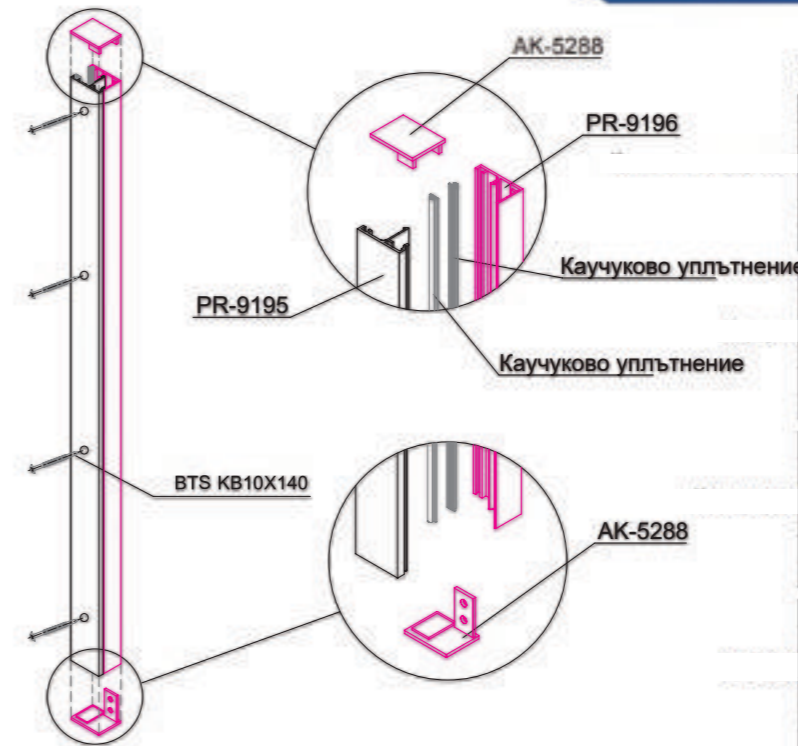 AK-5288
PR-9196
Каучуково уплътнение
PR-9195
Каучуково уплътнение
BTS KB10X140
AK-5288